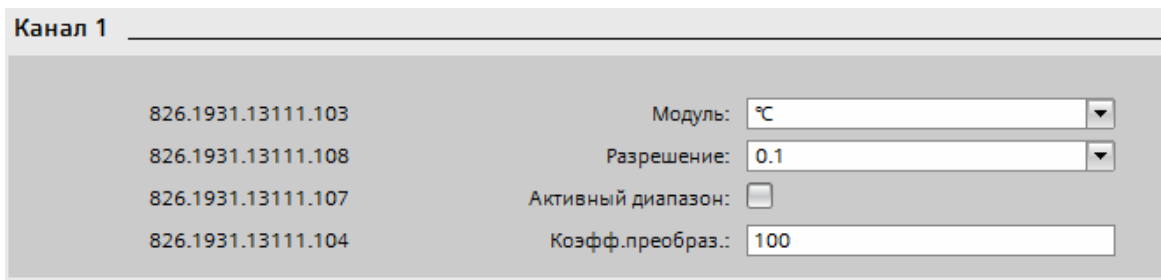 Канал 1
826.1931.13111.103 Модуль: °C
826.1931.13111.108 Разрешение: 0.1
826.1931.13111.107 Активный диапазон:
826.1931.13111.104 Коэфф.преобраз.: 100